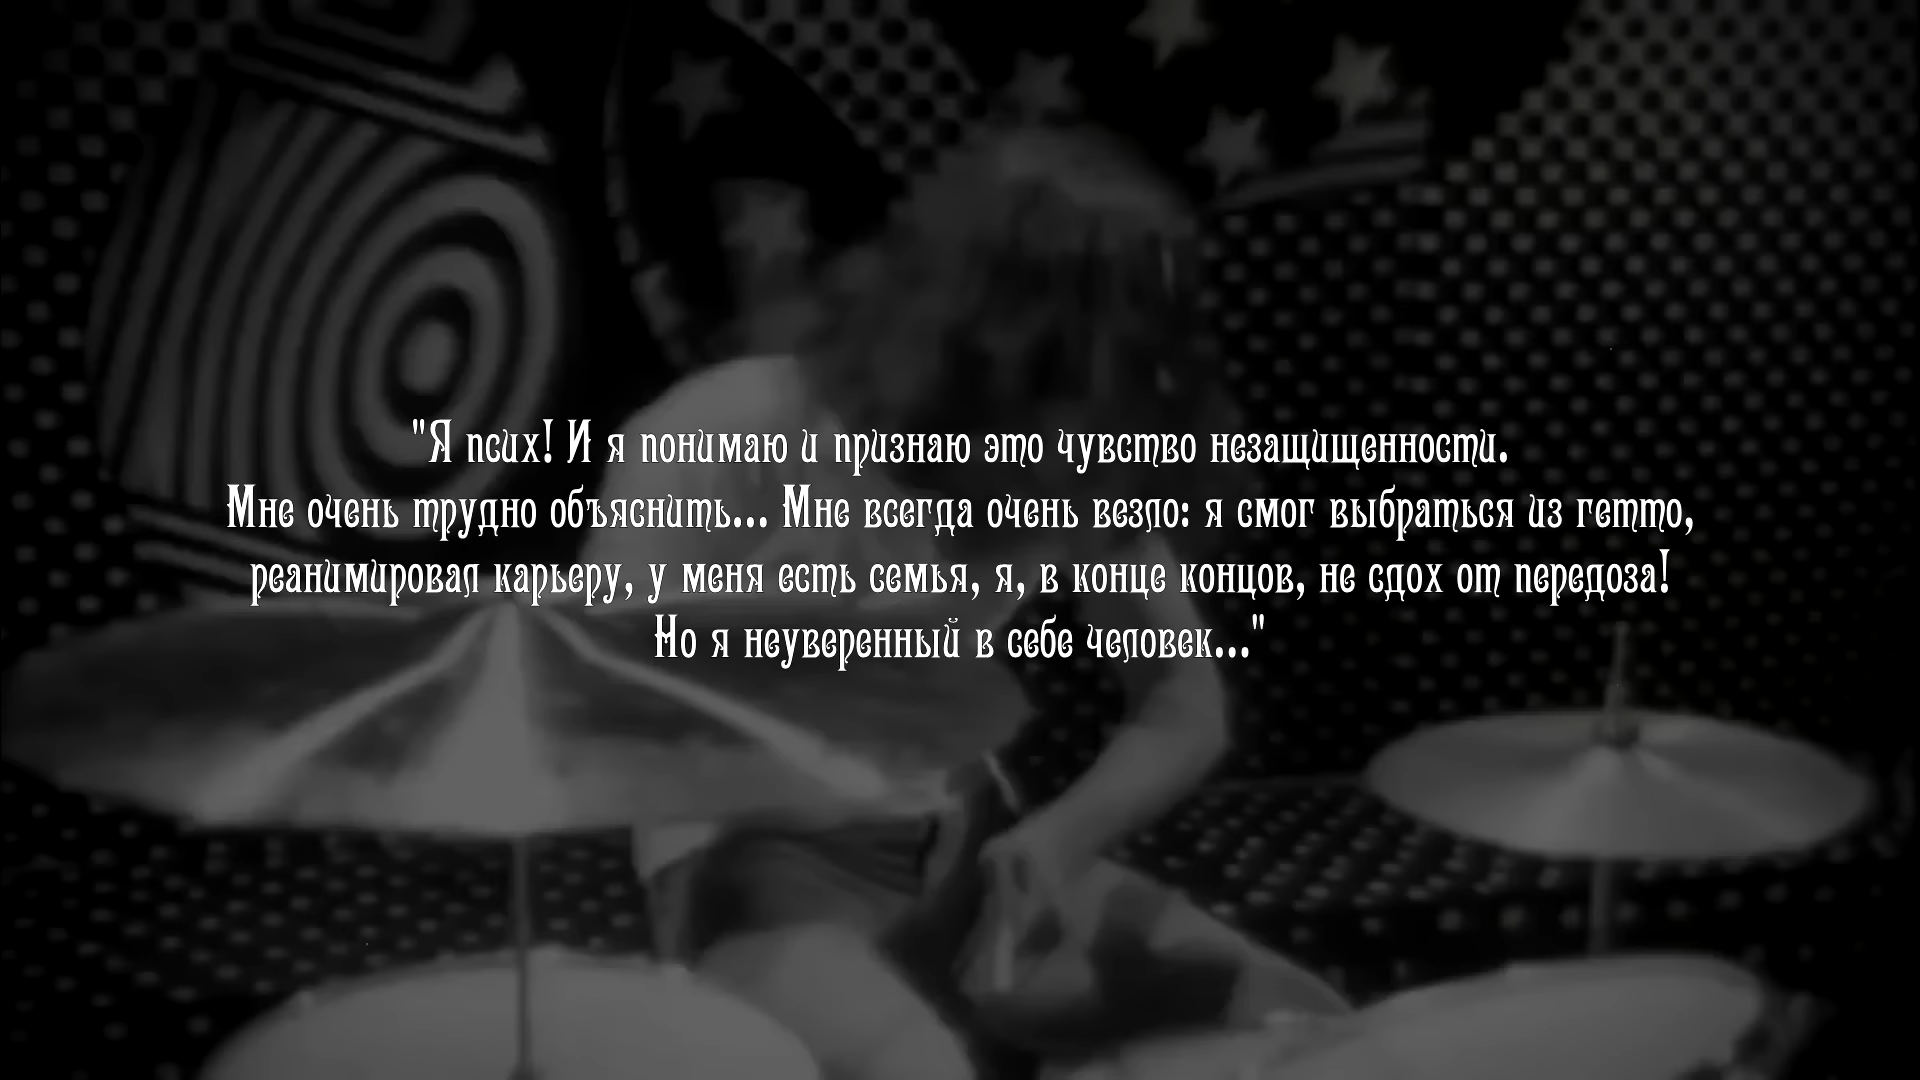 "Я псих! И я понимаю и признаю это чувство незащищенности.
Мне очень трудно объяснить... Мне всегда очень везло: я смог выбраться из гетто,
реанимировал карьеру, у меня есть семья, я, в конце концов, не сдох от передоза!
Но я неуверенный в себе человек..."